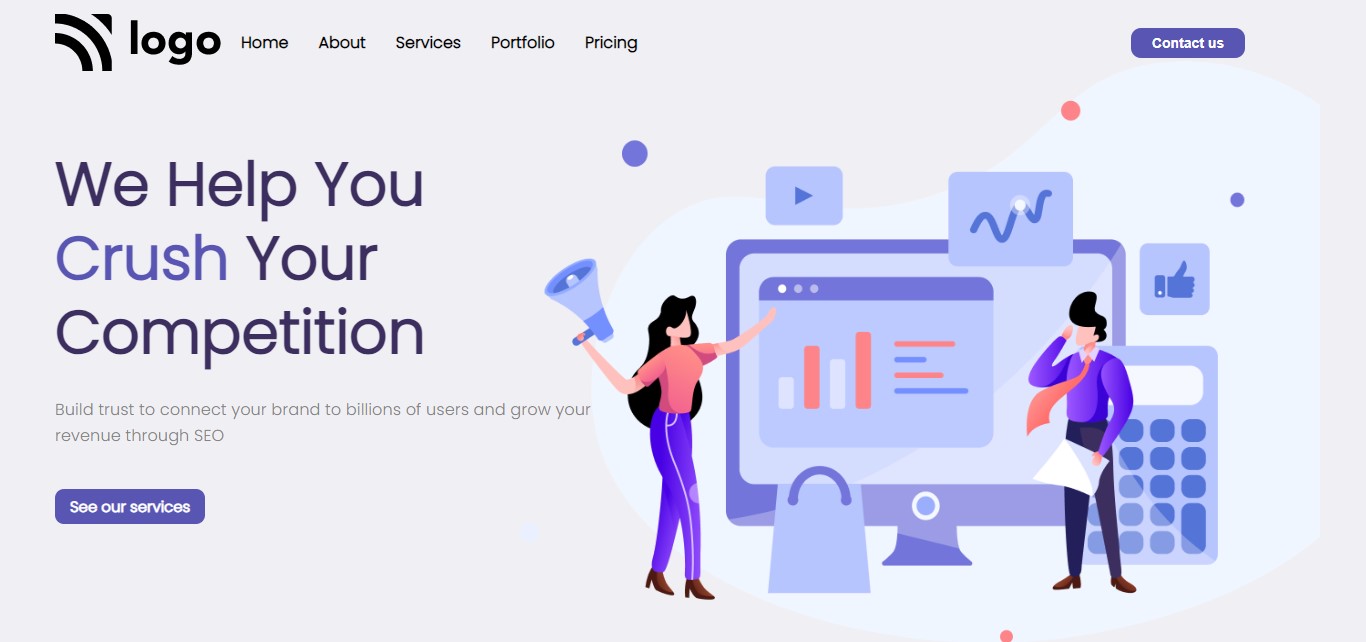 logo Home About Services Portfolio Pricing Contact us
We Help You
Crush Your
Competition
Build trust to connect your brand to billions of users and grow your
revenue through SEO
See our services